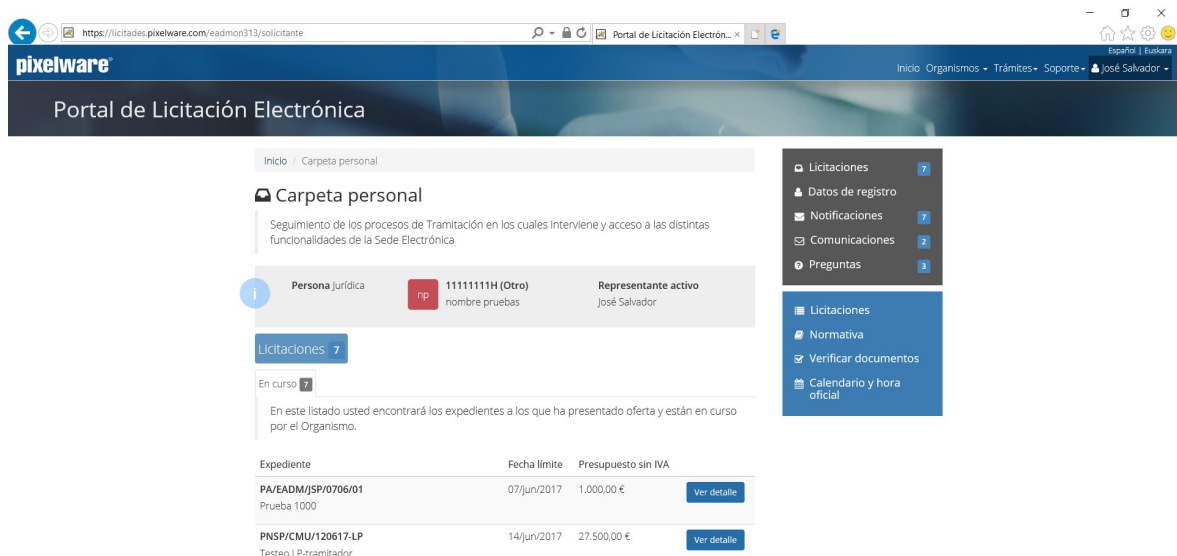 https://licitades.pixelware.com/eadmon313/solicitante
Portal de Licitación Electrón...
Español | Euskara
pixelware
Inicio Organismos Trámites Soporte José Salvador
Portal de Licitación Electrónica
Inicio / Carpeta personal
Carpeta personal
Seguimiento de los procesos de Tramitación en los cuales interviene y acceso a las distintas
funcionalidades de la Sede Electrónica
i
Persona Jurídica
np
11111111H (Otro)
nombre pruebas
Representante activo
José Salvador
Licitaciones 7
En curso 7
En este listado usted encontrará los expedientes a los que ha presentado oferta y están en curso
por el Organismo.
Expediente Fecha límite Presupuesto sin IVA
PA/EADM/JSP/0706/01 07/jun/2017 1.000,00 € Ver detalle
Prueba 1000
PNSP/CMU/120617-LP 14/jun/2017 27.500,00 € Ver detalle
Testeo LP-tramitador
Licitaciones 7
Datos de registro
Notificaciones 7
Comunicaciones 2
Preguntas 3
Licitaciones
Normativa
Verificar documentos
Calendario y hora
oficial